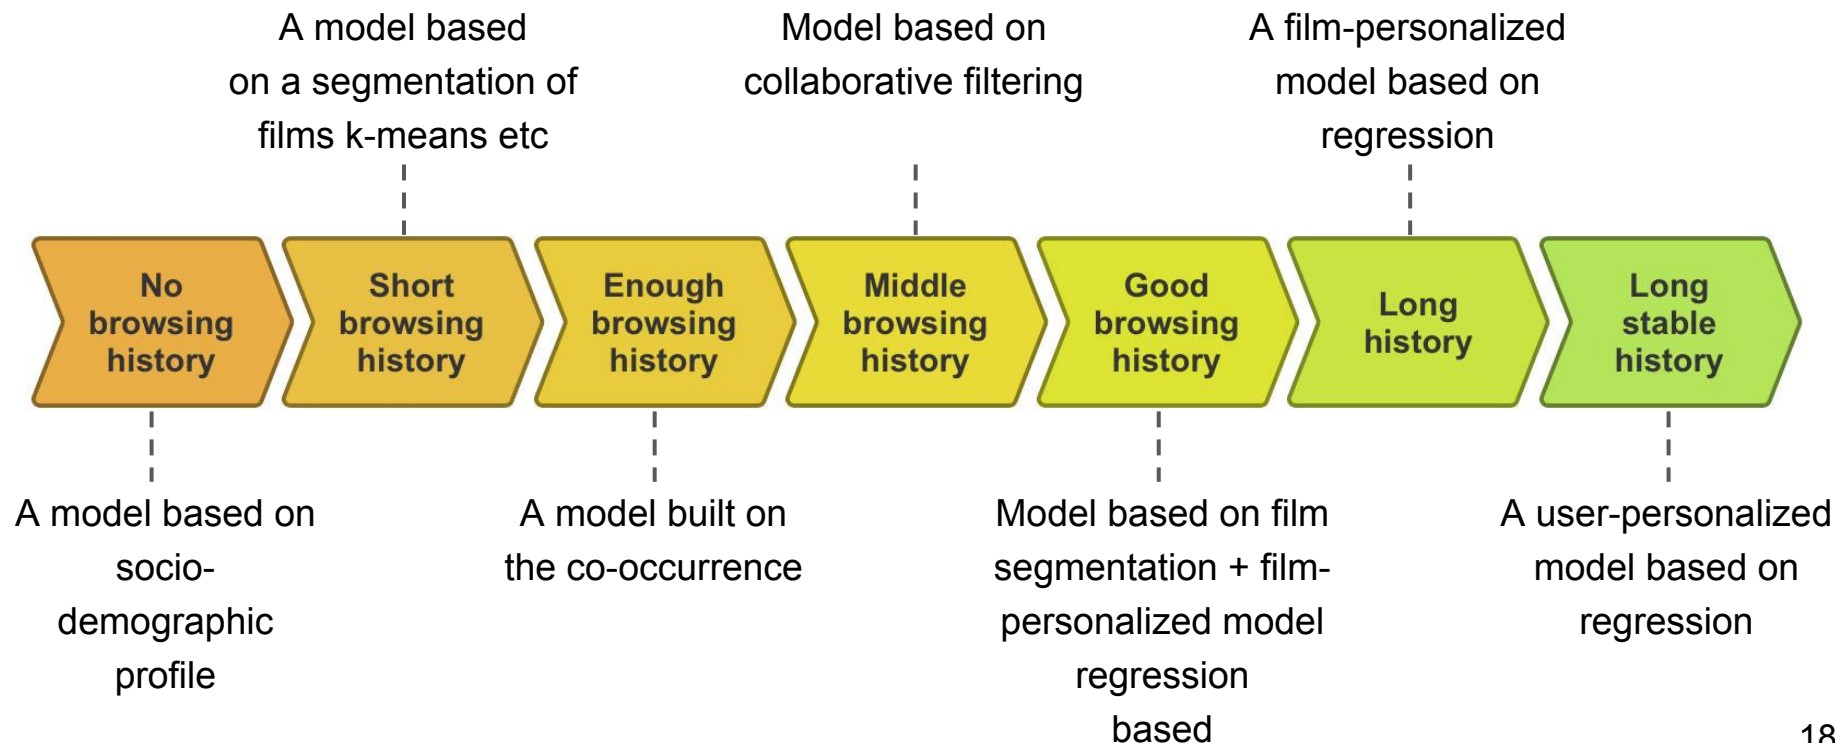 A model based
on a segmentation of
films k-means etc
Model based on
collaborative filtering
A film-personalized
model based on
regression
No
browsing
history
Short
browsing
history
Enough
browsing
history
Middle
browsing
history
Good
browsing
history
Long
history
Long
stable
history
A model based on
socio-
demographic
profile
A model built on
the co-occurrence
Model based on film
segmentation + film-
personalized model
regression
based
A user-personalized
model based on
regression
18